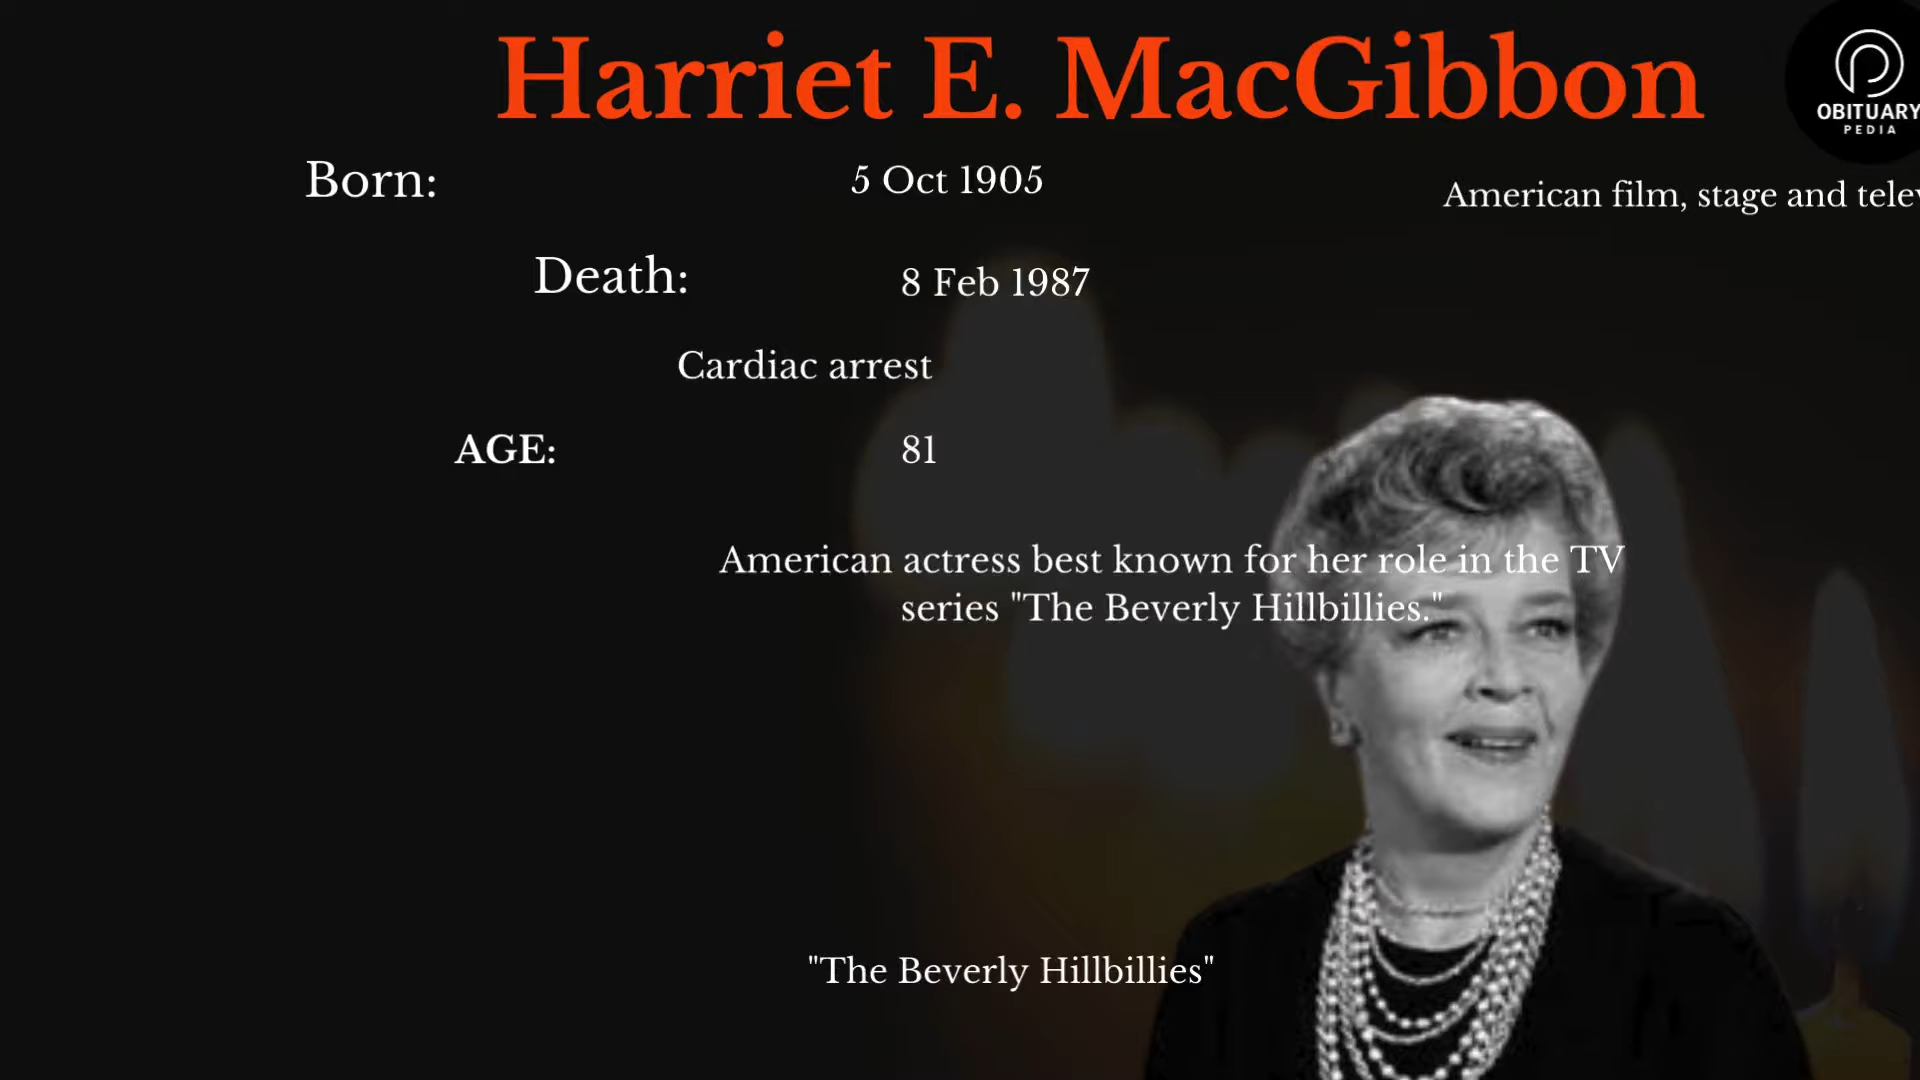 Harriet E. MacGibbon
OBITUARY
PEDIA
Born:
5 Oct 1905
American film, stage and telev
Death:
8 Feb 1987
Cardiac arrest
AGE:
81
American actress best known for her role in the TV
series "The Beverly Hillbillies."
"The Beverly Hillbillies"